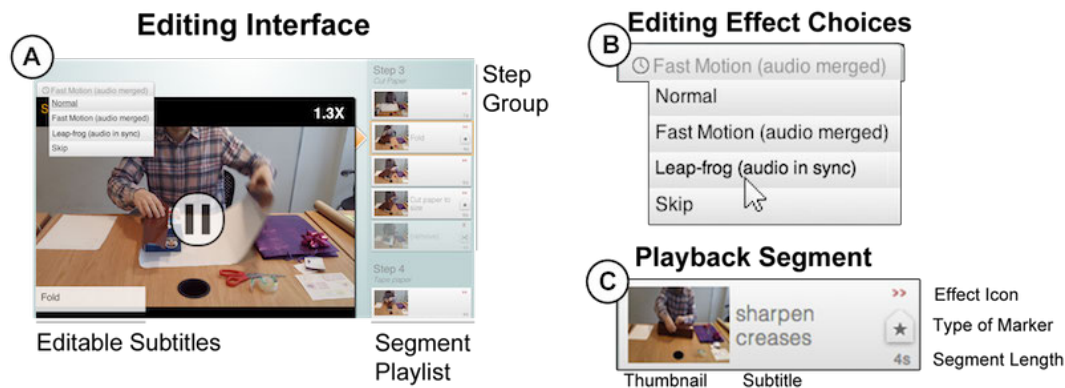 Editing Interface
A
Fast Motion (audio merged)
Normal
Fast Motion (audio merged)
Leap-frog (audio in sync)
Skip
1.3X
Fold
Step 3
Cut Paper
Fold
Cut paper to
size
Step 4
Tape paper
Step
Group
Editable Subtitles
Segment
Playlist
Editing Effect Choices
B
Fast Motion (audio merged)
Normal
Fast Motion (audio merged)
Leap-frog (audio in sync)
Skip
Playback Segment
C
sharpen
creases
4s
Effect Icon
Type of Marker
Segment Length
Thumbnail
Subtitle